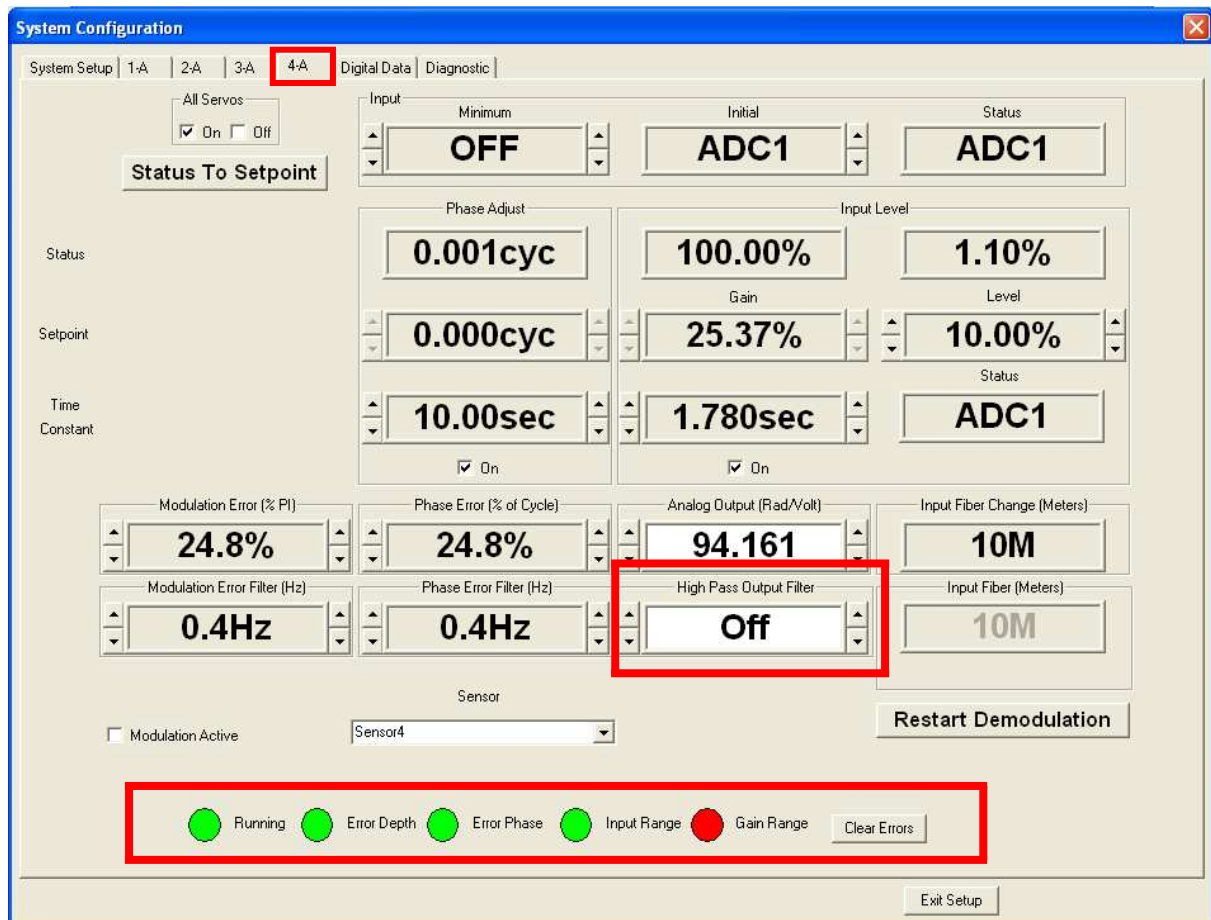 System Configuration
System Setup 1-A 2-A 3-A 4-A Digital Data Diagnostic
All Servos
On Off
Status To Setpoint
Input
Minimum Initial Status
OFF ADC1 ADC1
Phase Adjust Input Level
Status 0.001cyc 100.00% 1.10%
Gain Level
Setpoint 0.000cyc 25.37% 10.00%
Status
Time
Constant
10.00sec 1.780sec ADC1
On On
Modulation Error (% PI) Phase Error (% of Cycle) Analog Output (Rad/Volt) Input Fiber Change (Meters)
24.8% 24.8% 94.161 10M
Modulation Error Filter (Hz) Phase Error Filter (Hz) High Pass Output Filter Input Fiber (Meters)
0.4Hz 0.4Hz Off 10M
Sensor
Modulation Active Sensor4 Restart Demodulation
Running Error Depth Error Phase Input Range Gain Range Clear Errors
Exit Setup